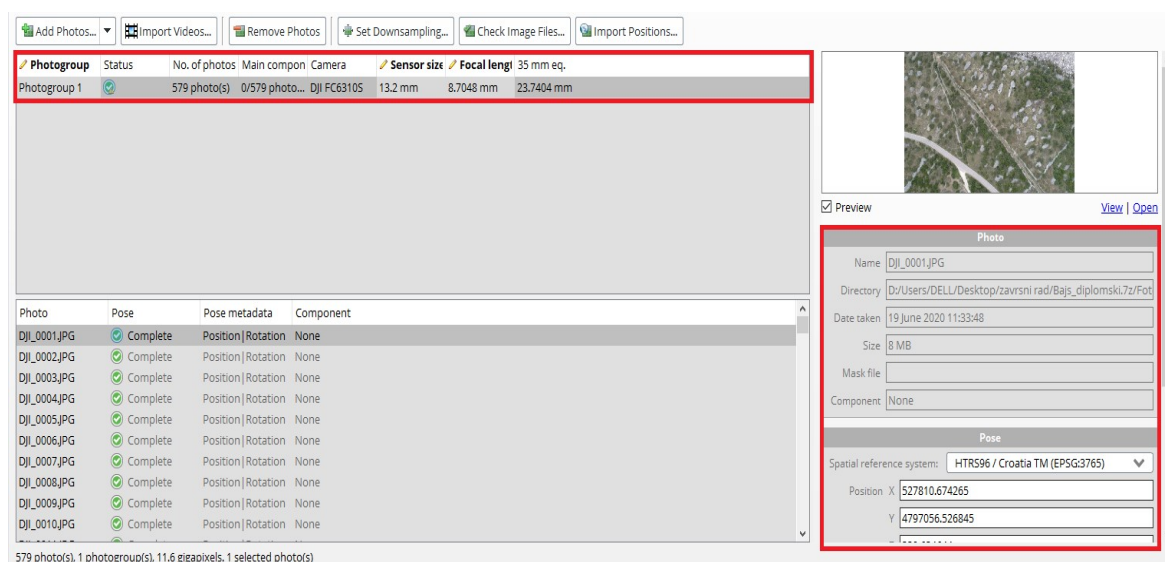 Add Photos... Import Videos... Remove Photos Set Downsampling... Check Image Files... Import Positions...
Photogroup Status No. of photos Main compon Camera Sensor size Focal lengt 35 mm eq.
Photogroup 1 579 photo(s) 0/579 photo... DJI FC6310S 13.2 mm 8.7048 mm 23.7404 mm
Preview View | Open
Photo
Name DJI_0001.JPG
Directory D:/Users/DELL/Desktop/zavrsni rad/Bajs_diplomski.7z/Fot
Date taken 19 June 2020 11:33:48
Size 8 MB
Mask file
Component None
Pose
Spatial reference system: HTRS96 / Croatia TM (EPSG:3765)
Position X 527810.674265
Y 4797056.526845
Photo Pose Pose metadata Component
DJI_0001.JPG Complete Position|Rotation None
DJI_0002.JPG Complete Position|Rotation None
DJI_0003.JPG Complete Position|Rotation None
DJI_0004.JPG Complete Position|Rotation None
DJI_0005.JPG Complete Position|Rotation None
DJI_0006.JPG Complete Position|Rotation None
DJI_0007.JPG Complete Position|Rotation None
DJI_0008.JPG Complete Position|Rotation None
DJI_0009.JPG Complete Position|Rotation None
DJI_0010.JPG Complete Position|Rotation None
579 photo(s), 1 photogroup(s), 11.6 gigapixels, 1 selected photo(s)